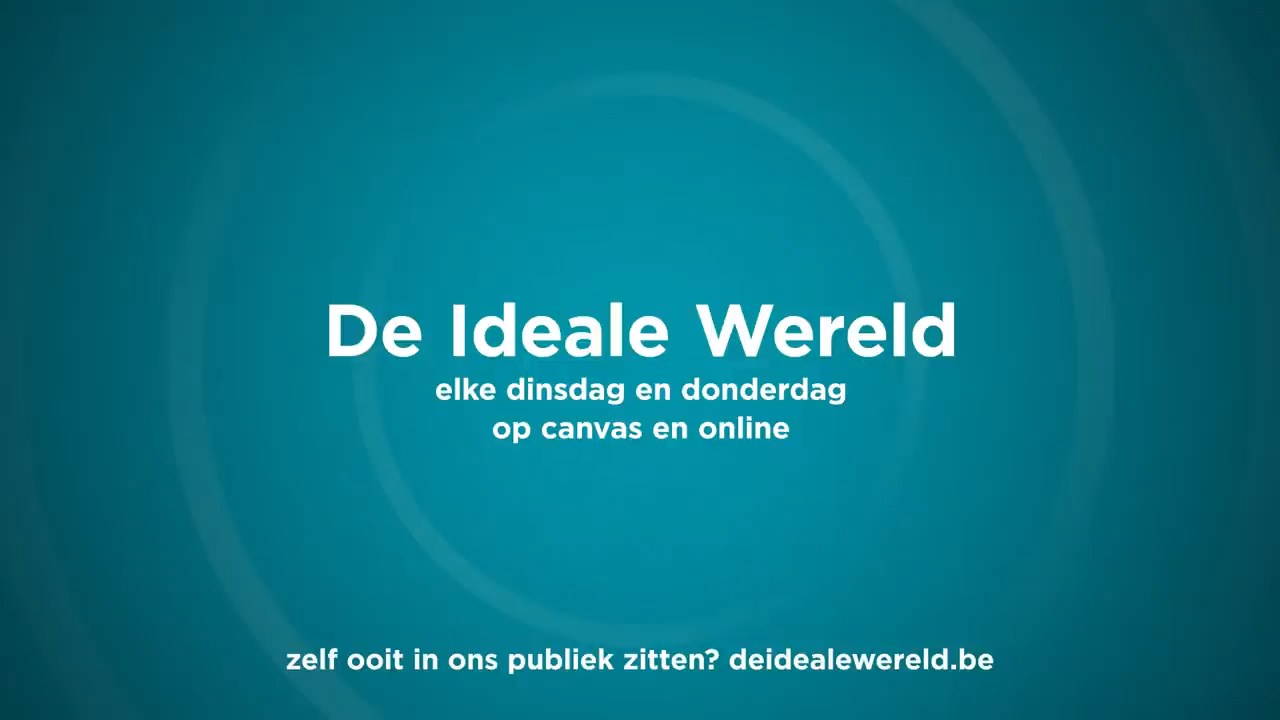 De Ideale Wereld
elke dinsdag en donderdag
op canvas en online
zelf ooit in ons publiek zitten? deidealewereld.be